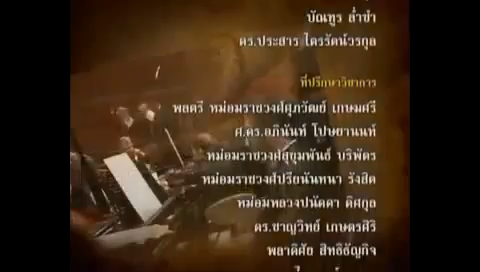 บัณฑูร ล่ำซำ
ดร.ประสาร ไตรรัตน์วรกุล
ที่ปรึกษาวิชาการ
พลตรี หม่อมราชวงศ์ศุภวัฒย์ เกษมศรี
ศ.ดร.อภินันท์ โปษยานนท์
หม่อมราชวงศ์สุขุมพันธ์ บริพัตร
หม่อมราชวงศ์ปรียนันทนา รังสิต
หม่อมหลวงปนัดดา ดิศกุล
ดร.ชาญวิทย์ เกษตรศิริ
พลาดิศัย สิทธิธัญกิจ